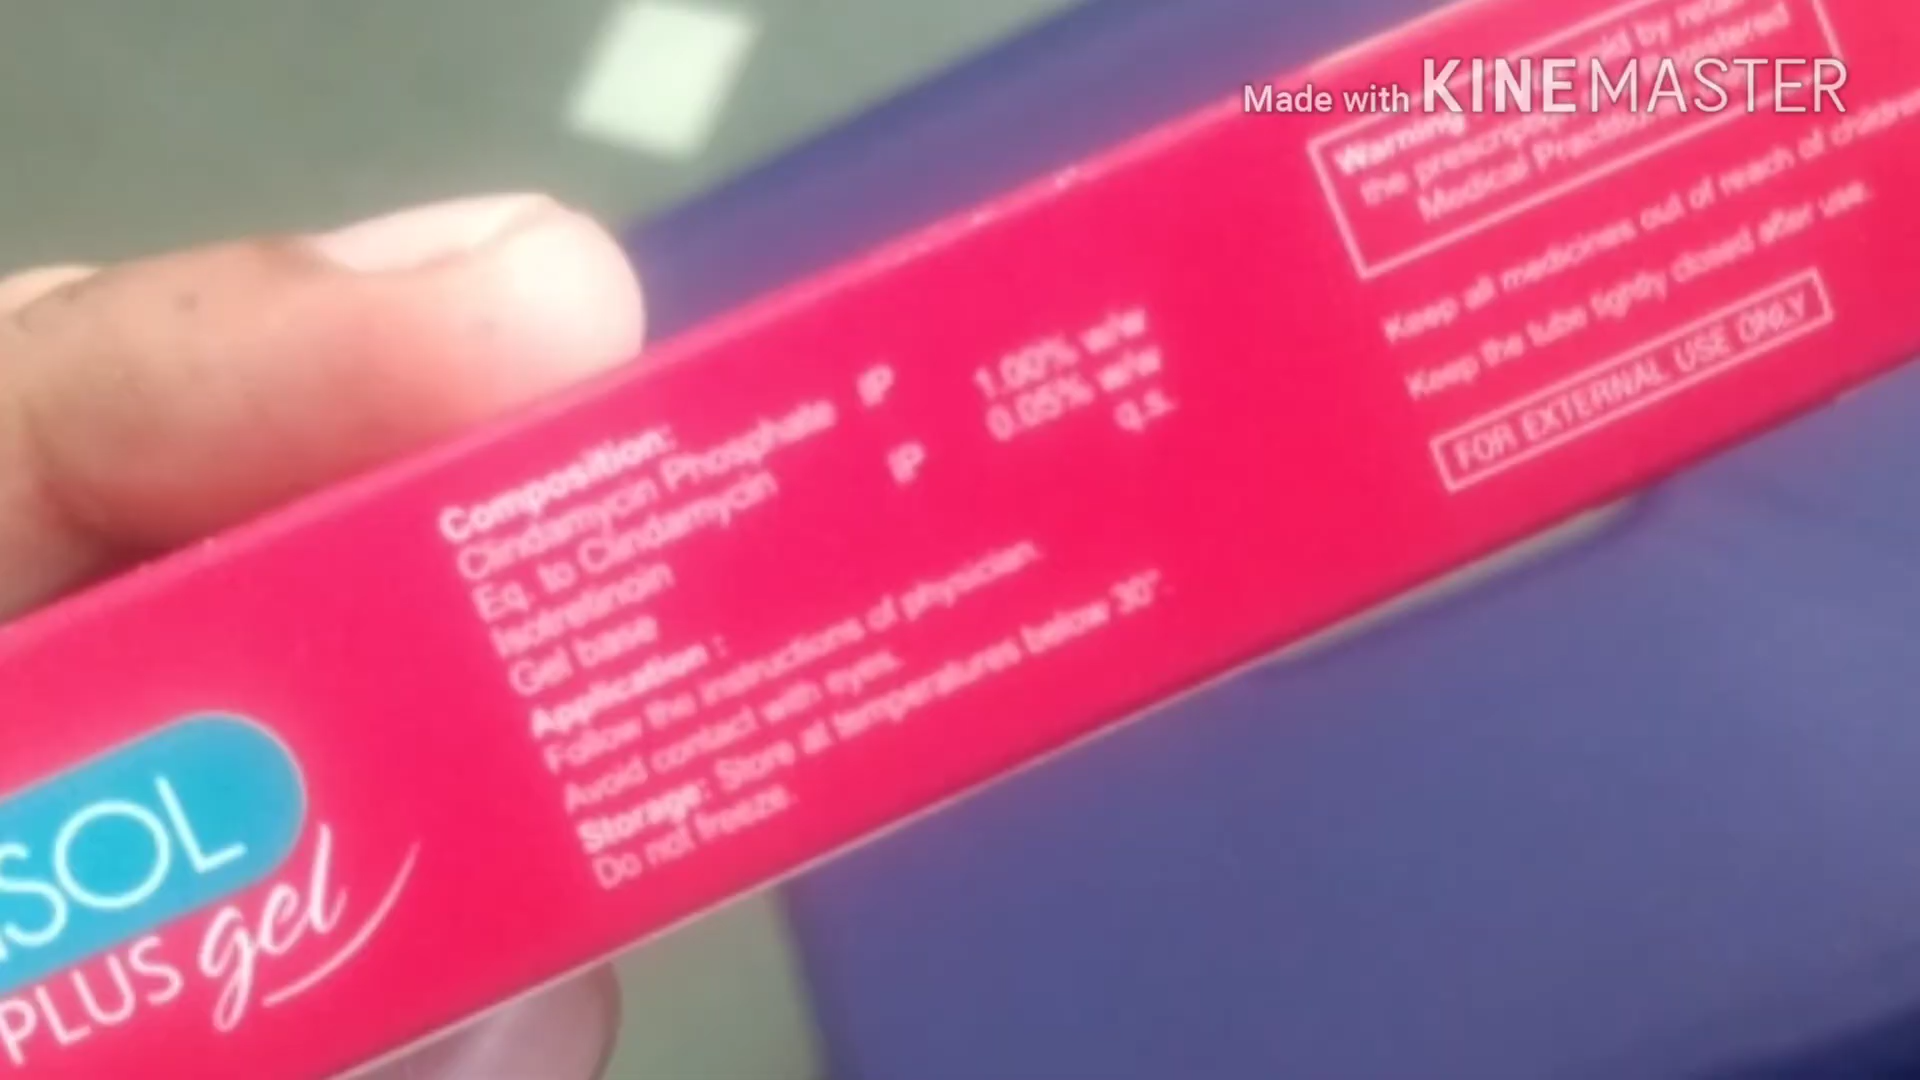 Made with KINEMASTER
SOL
PLUS gel
Composition:
Clindamycin Phosphate IP
Eq. to Clindamycin 1.00% w/w
Isotretinoin IP 0.05% w/w
Gel base q.s.
Application :
Follow the instructions of physician.
Avoid contact with eyes.
Storage: Store at temperatures below 30°.
Do not freeze.
Warning
by retail
the
Medical
Keep all medicines out of reach of children
Keep the tube tightly closed after use.
FOR EXTERNAL USE ONLY